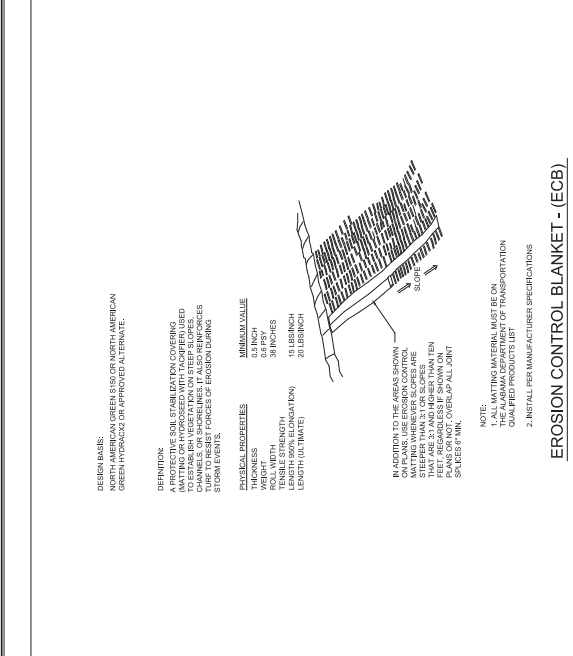 DESIGN BASIS:
NORTH AMERICAN GREEN S150 OR NORTH AMERICAN
GREEN HYDRACX2 OR APPROVED ALTERNATE.
DEFINITION:
A PROTECTIVE SOIL STABILIZATION COVERING
(MATTING OR HYDROSEED WITH TACKIFIER) USED
TO ESTABLISH VEGETATION ON STEEP SLOPES,
CHANNELS, OR SHORELINES. IT ALSO REINFORCES
TURF TO RESIST FORCES OF EROSION DURING
STORM EVENTS.
PHYSICAL PROPERTIES MINIMUM VALUE
THICKNESS 0.5 INCH
WEIGHT 0.6 PSY
ROLL WIDTH 38 INCHES
TENSILE STRENGTH
LENGTH 950% ELONGATION) 15 LBS/INCH
LENGTH (ULTIMATE) 20 LBS/INCH
SLOPE
IN ADDITION TO THE AREAS SHOWN
ON PLANS, USE EROSION CONTROL
MATTING WHENEVER SLOPES ARE
STEEPER THAN 3:1 OR SLOPES
THAT ARE 3:1 AND HIGHER THAN TEN
FEET, REGARDLESS IF SHOWN ON
PLANS OR NOT. OVERLAP ALL JOINT
SPLICES 6" MIN.
NOTE:
1. ALL MATTING MATERIAL MUST BE ON
THE ALABAMA DEPARTMENT OF TRANSPORTATION
QUALIFIED PRODUCTS LIST
2. INSTALL PER MANUFACTURER SPECIFICATIONS
EROSION CONTROL BLANKET - (ECB)